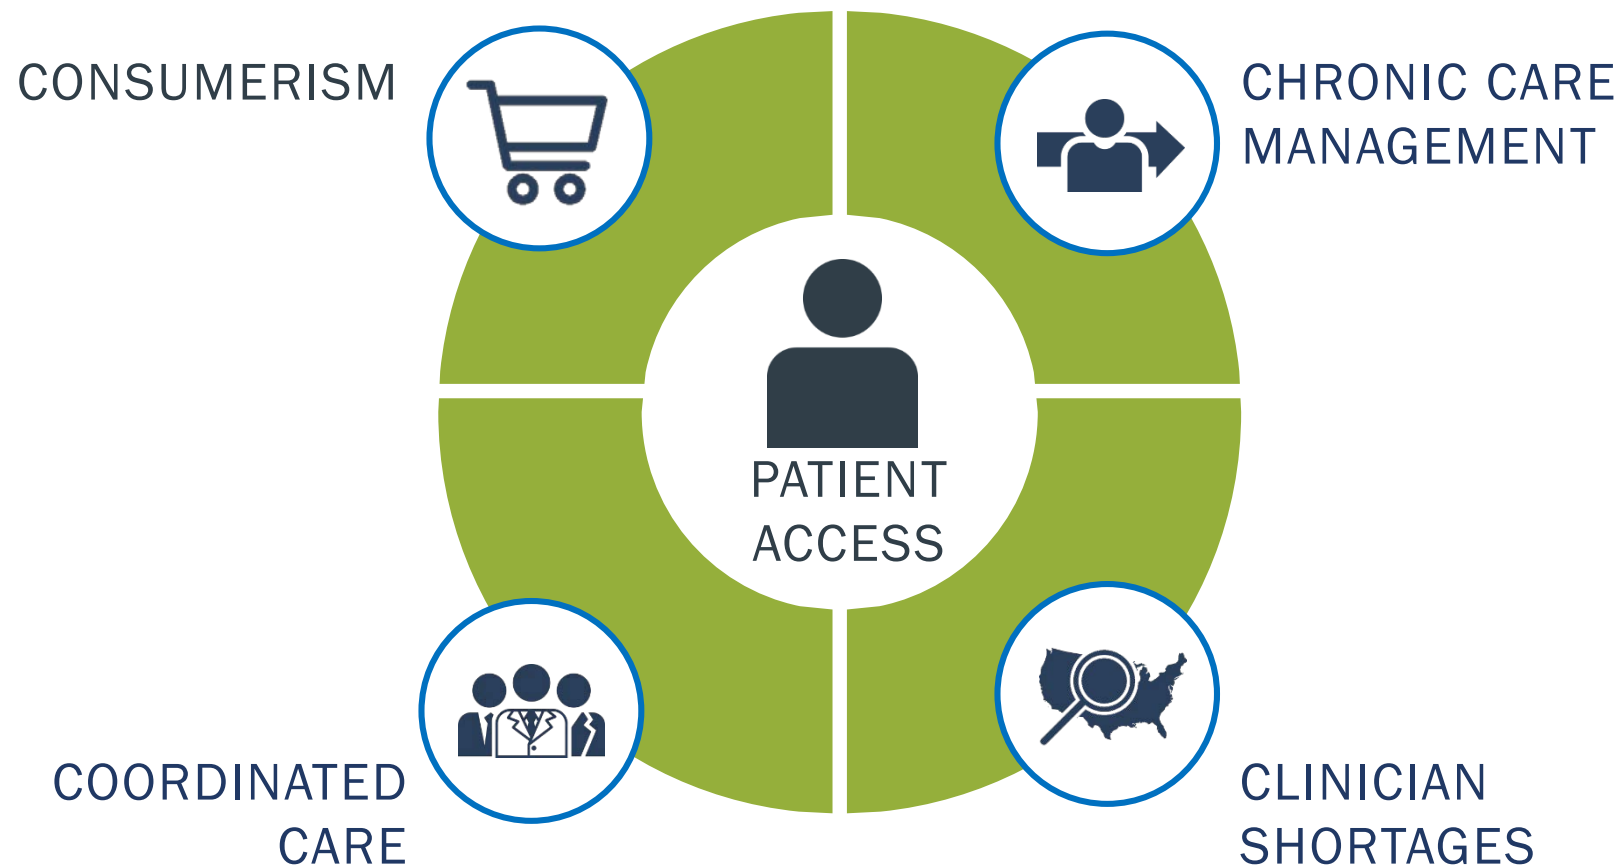 CONSUMERISM
CHRONIC CARE
MANAGEMENT
PATIENT
ACCESS
COORDINATED
CARE
CLINICIAN
SHORTAGES